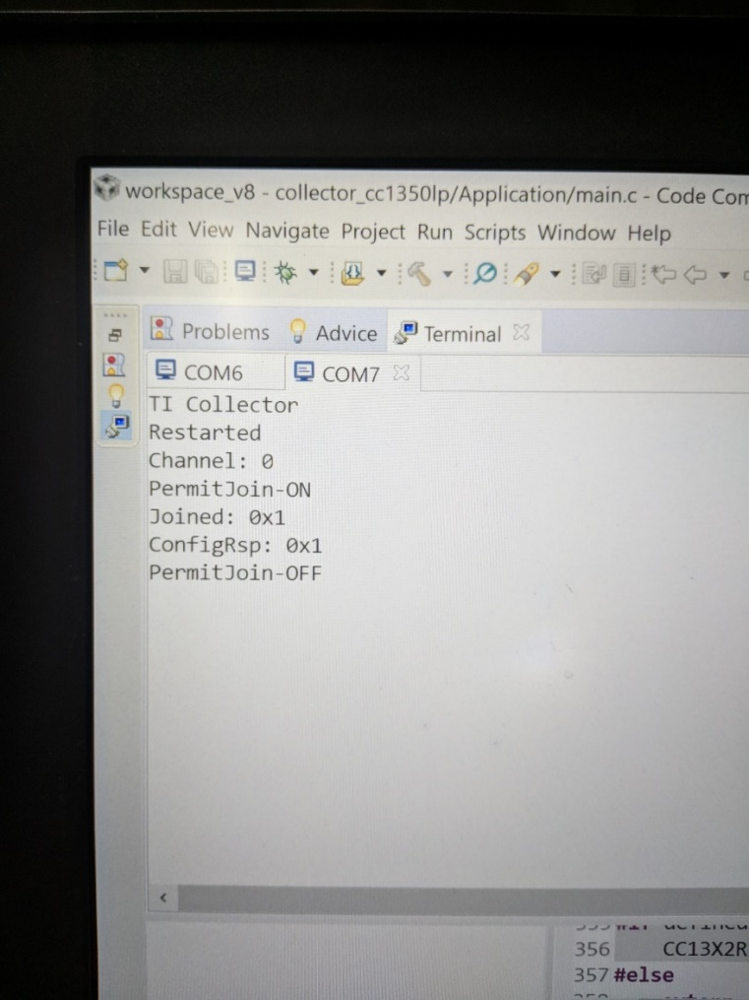 workspace_v8 - collector_cc1350lp/Application/main.c - Code Com
File Edit View Navigate Project Run Scripts Window Help
Problems Advice Terminal
COM6 COM7
TI Collector
Restarted
Channel: 0
PermitJoin-ON
Joined: 0x1
ConfigRsp: 0x1
PermitJoin-OFF
356 CC13X2R
357 #else